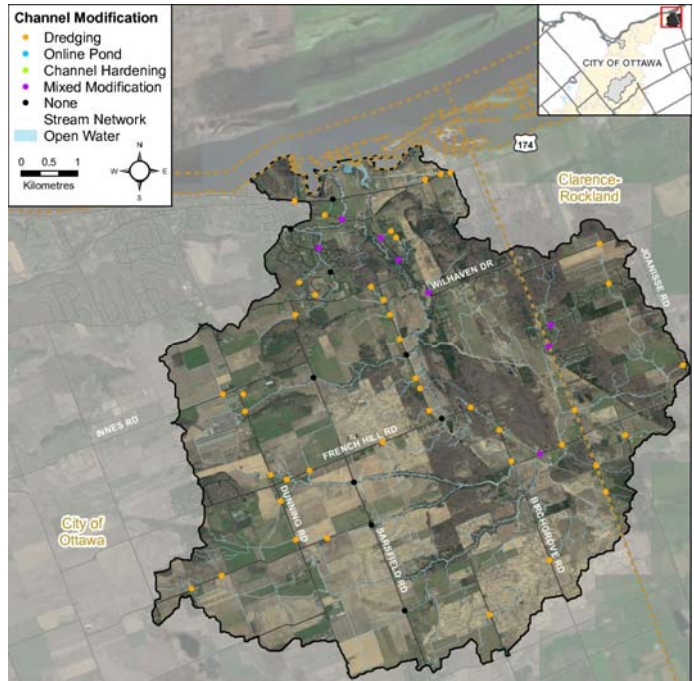 Channel Modification
Dredging
Online Pond
Channel Hardening
Mixed Modification
None
Stream Network
Open Water
1 0.5 0 1
Kilometres
N
W E
S
CITY OF OTTAWA
174
Clarence-
Rockland
JOANISSE RD
WILHAVEN DR
INNES RD
FRENCH HILL RD
City of
Ottawa
DUNNING RD
SARSFIELD RD
BIRCHGROVE RD